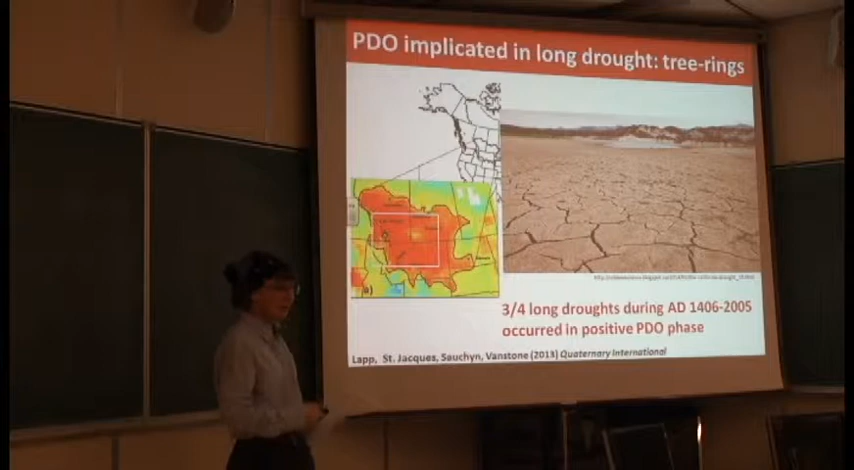 PDO implicated in long drought: tree-rings
3/4 long droughts during AD 1406-2005
occurred in positive PDO phase
Lapp, St. Jacques, Sauchyn, Vanstone (2013) Quaternary International